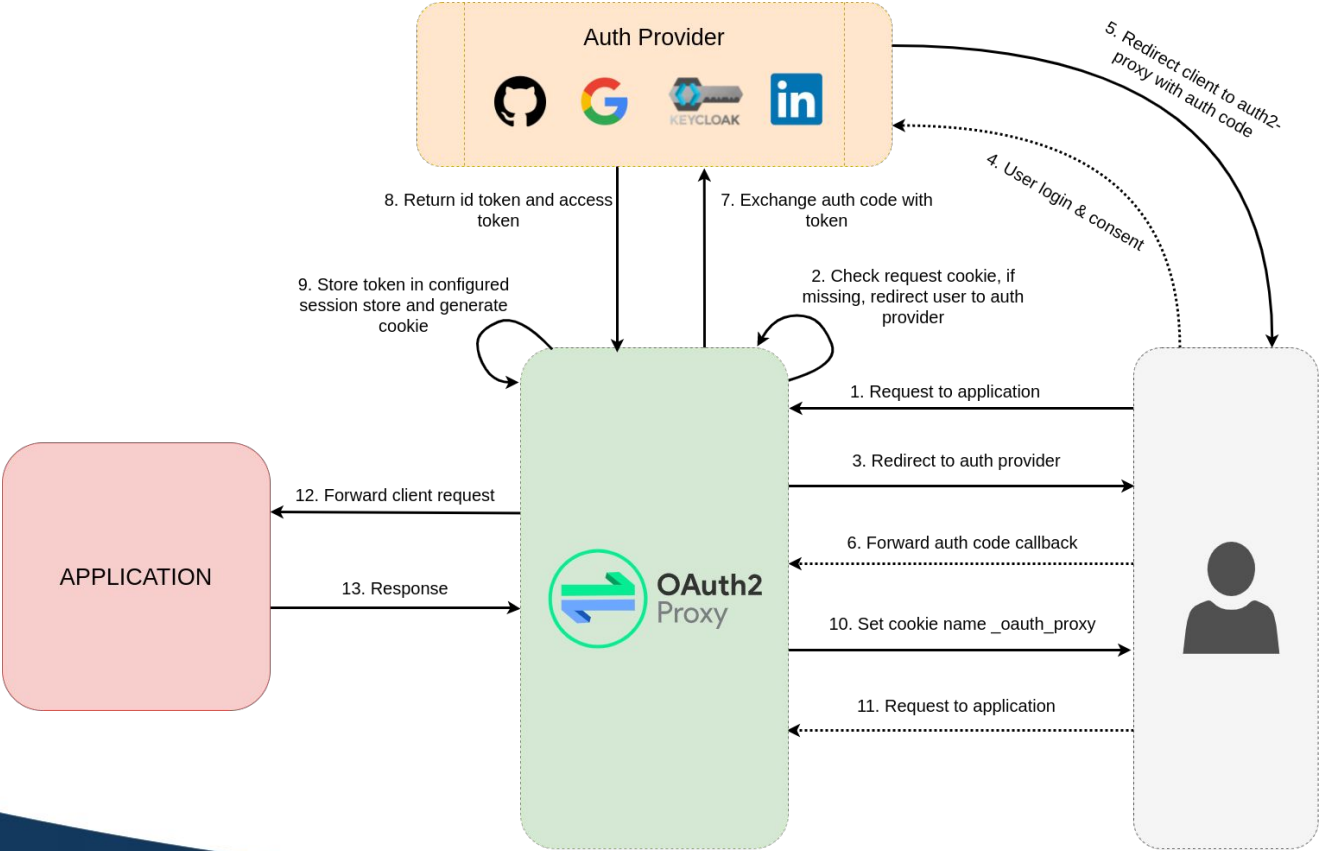 Auth Provider
KEYCLOAK
in
5. Redirect client to auth2-
proxy with auth code
4. User login & consent
8. Return id token and access
token
7. Exchange auth code with
token
9. Store token in configured
session store and generate
cookie
2. Check request cookie, if
missing, redirect user to auth
provider
1. Request to application
3. Redirect to auth provider
12. Forward client request
6. Forward auth code callback
APPLICATION
13. Response
OAuth2
Proxy
10. Set cookie name _oauth_proxy
11. Request to application